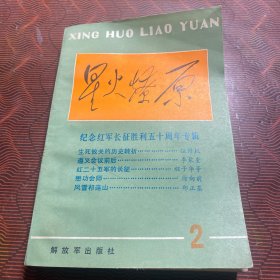 XING HUO LIAO YUAN
星火燎原
纪念红军长征胜利五十周年专辑
生死攸关的历史转折
遵义会议前后
红二十五军的长征
懋功会师
风雪祁连山
解放军出版社
2